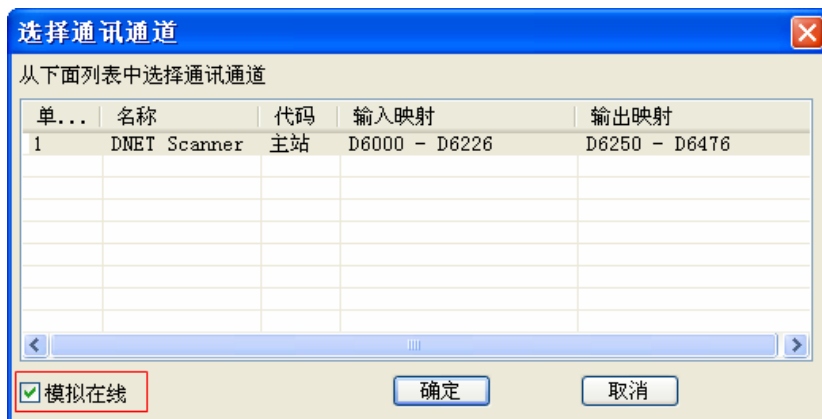 选择通讯通道
从下面列表中选择通讯通道
单... 名称 代码 输入映射 输出映射
1 DNET Scanner 主站 D6000 - D6226 D6250 - D6476
模拟在线 确定 取消